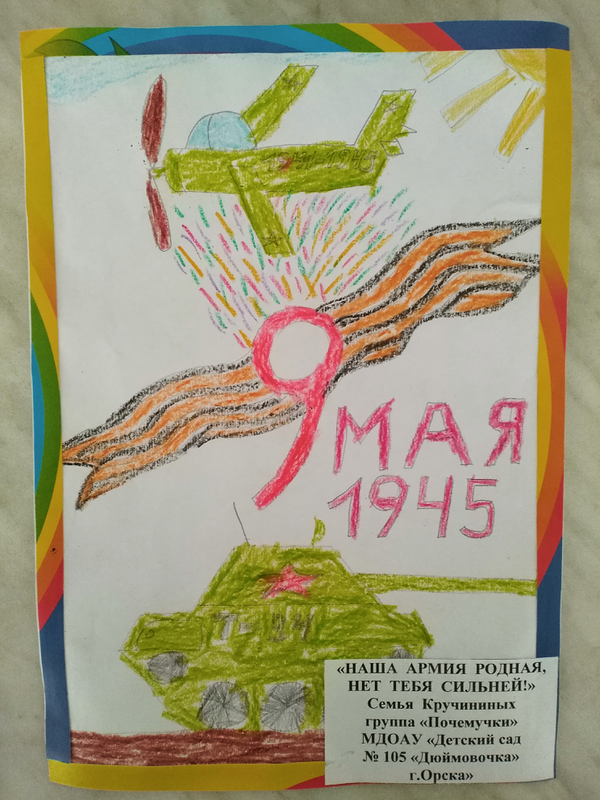 9 МАЯ
1945
Т-34
«НАША АРМИЯ РОДНАЯ,
НЕТ ТЕБЯ СИЛЬНЕЙ!»
Семья Кручининых
группа «Почемучки»
МДОАУ «Детский сад
№ 105 «Дюймовочка»
г.Орска»